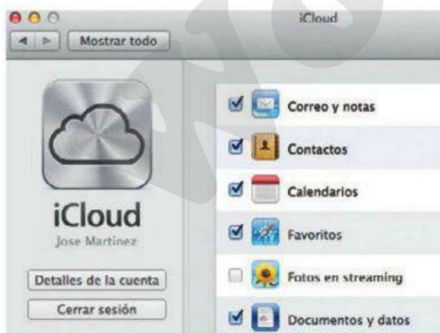 iCloud
Mostrar todo
iCloud
Jose Martinez
Detalles de la cuenta
Cerrar sesión
Correo y notas
Contactos
Calendarios
Favoritos
Fotos en streaming
Documentos y datos